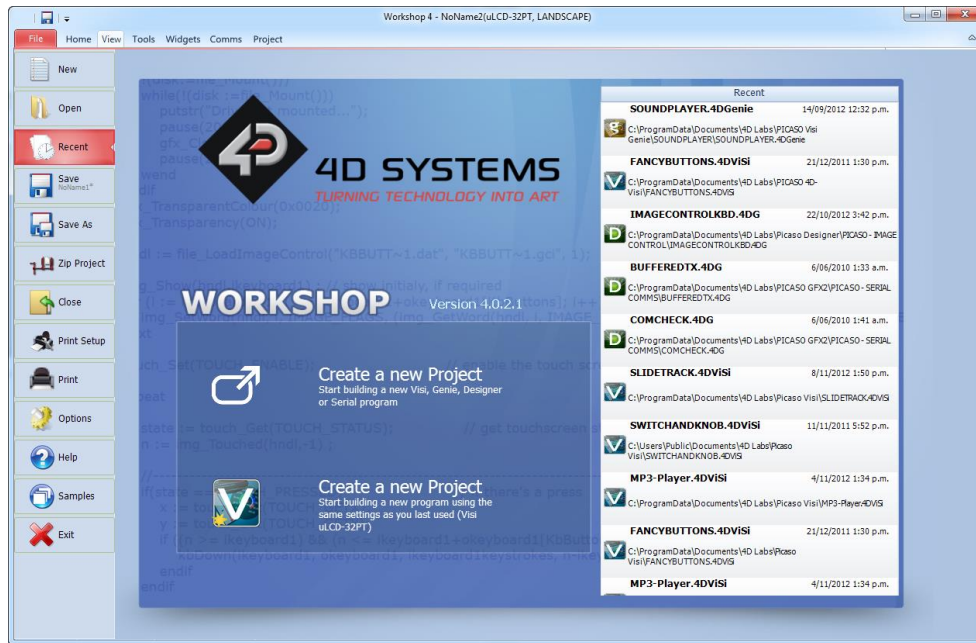 Workshop 4 - NoName2(uLCD-32PT, LANDSCAPE)
File Home View Tools Widgets Comms Project
New
Open
Recent
Save
NoName1*
Save As
Zip Project
Close
Print Setup
Print
Options
Help
Samples
Exit
4D SYSTEMS
TURNING TECHNOLOGY INTO ART
WORKSHOP Version 4.0.2.1
Create a new Project
Start building a new Visi, Genie, Designer
or Serial program
Create a new Project
Start building a new program using the
same settings as you last used (Visi
uLCD-32PT)
Recent
SOUNDPLAYER.4DGenie 14/09/2012 12:32 p.m.
C:\ProgramData\Documents\4D Labs\PICASO Visi
Genie\SOUNDPLAYER\SOUNDPLAYER.4DGenie
FANCYBUTTONS.4DViSi 21/12/2011 1:30 p.m.
C:\ProgramData\Documents\4D Labs\PICASO 4D-
Visi\FANCYBUTTONS.4DViSi
IMAGECONTROLKBD.4DG 22/10/2012 3:42 p.m.
C:\ProgramData\Documents\4D Labs\Picaso Designer\PICASO - IMAGE
CONTROL\IMAGECONTROLKBD.4DG
BUFFEREDTX.4DG 6/06/2010 1:33 a.m.
C:\ProgramData\Documents\4D Labs\PICASO GFX2\PICASO - SERIAL
COMMS\BUFFEREDTX.4DG
COMCHECK.4DG 6/06/2010 1:41 a.m.
C:\ProgramData\Documents\4D Labs\PICASO GFX2\PICASO - SERIAL
COMMS\COMCHECK.4DG
SLIDETRACK.4DViSi 8/11/2012 1:50 p.m.
C:\ProgramData\Documents\4D Labs\Picaso Visi\SLIDETRACK.4DViSi
SWITCHANDKNOB.4DViSi 11/11/2011 5:52 p.m.
C:\Users\Public\Documents\4D Labs\Picaso
Visi\SWITCHANDKNOB.4DViSi
MP3-Player.4DViSi 4/11/2012 1:34 p.m.
C:\ProgramData\Documents\4D Labs\Picaso Visi\MP3-Player.4DViSi
FANCYBUTTONS.4DViSi 21/12/2011 1:30 p.m.
C:\ProgramData\Documents\4D Labs\Picaso
Visi\FANCYBUTTONS.4DViSi
MP3-Player.4DViSi 4/11/2012 1:34 p.m.